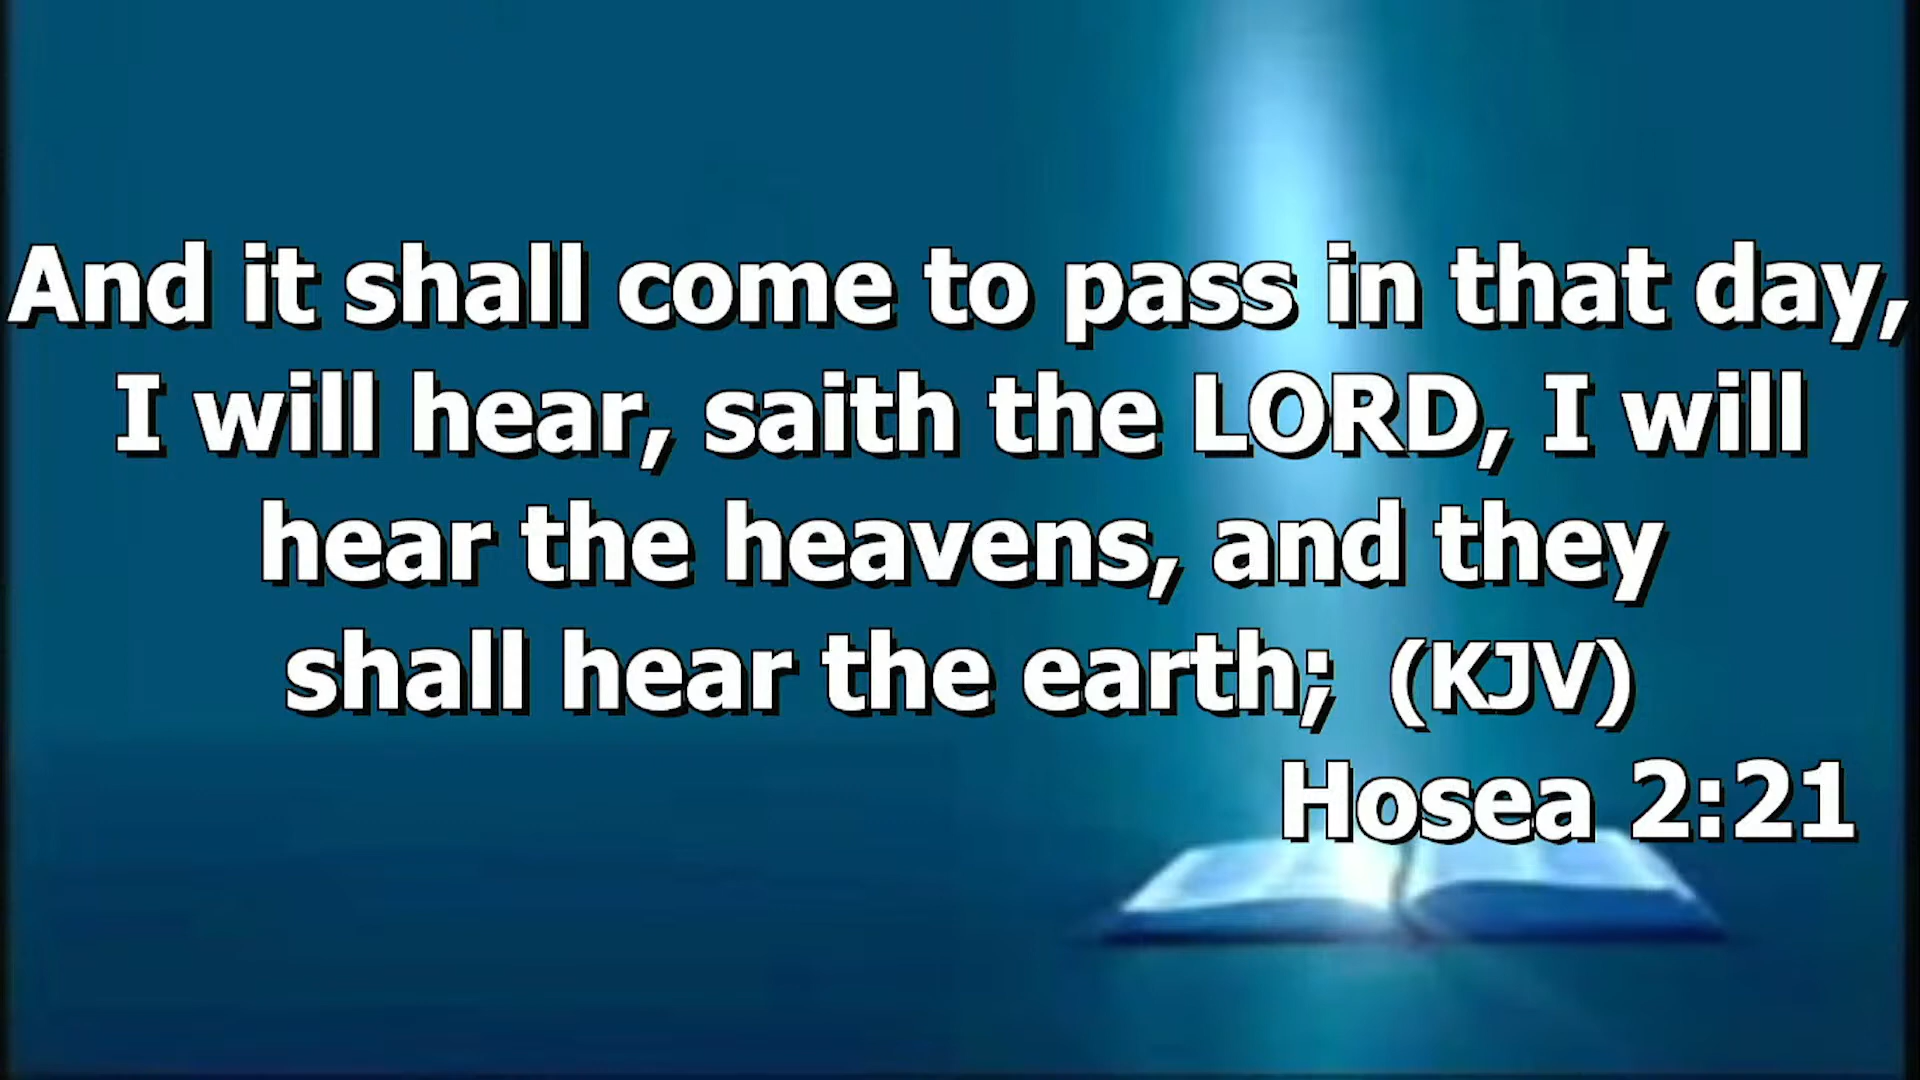 And it shall come to pass in that day,
I will hear, saith the LORD, I will
hear the heavens, and they
shall hear the earth; (KJV)
Hosea 2:21